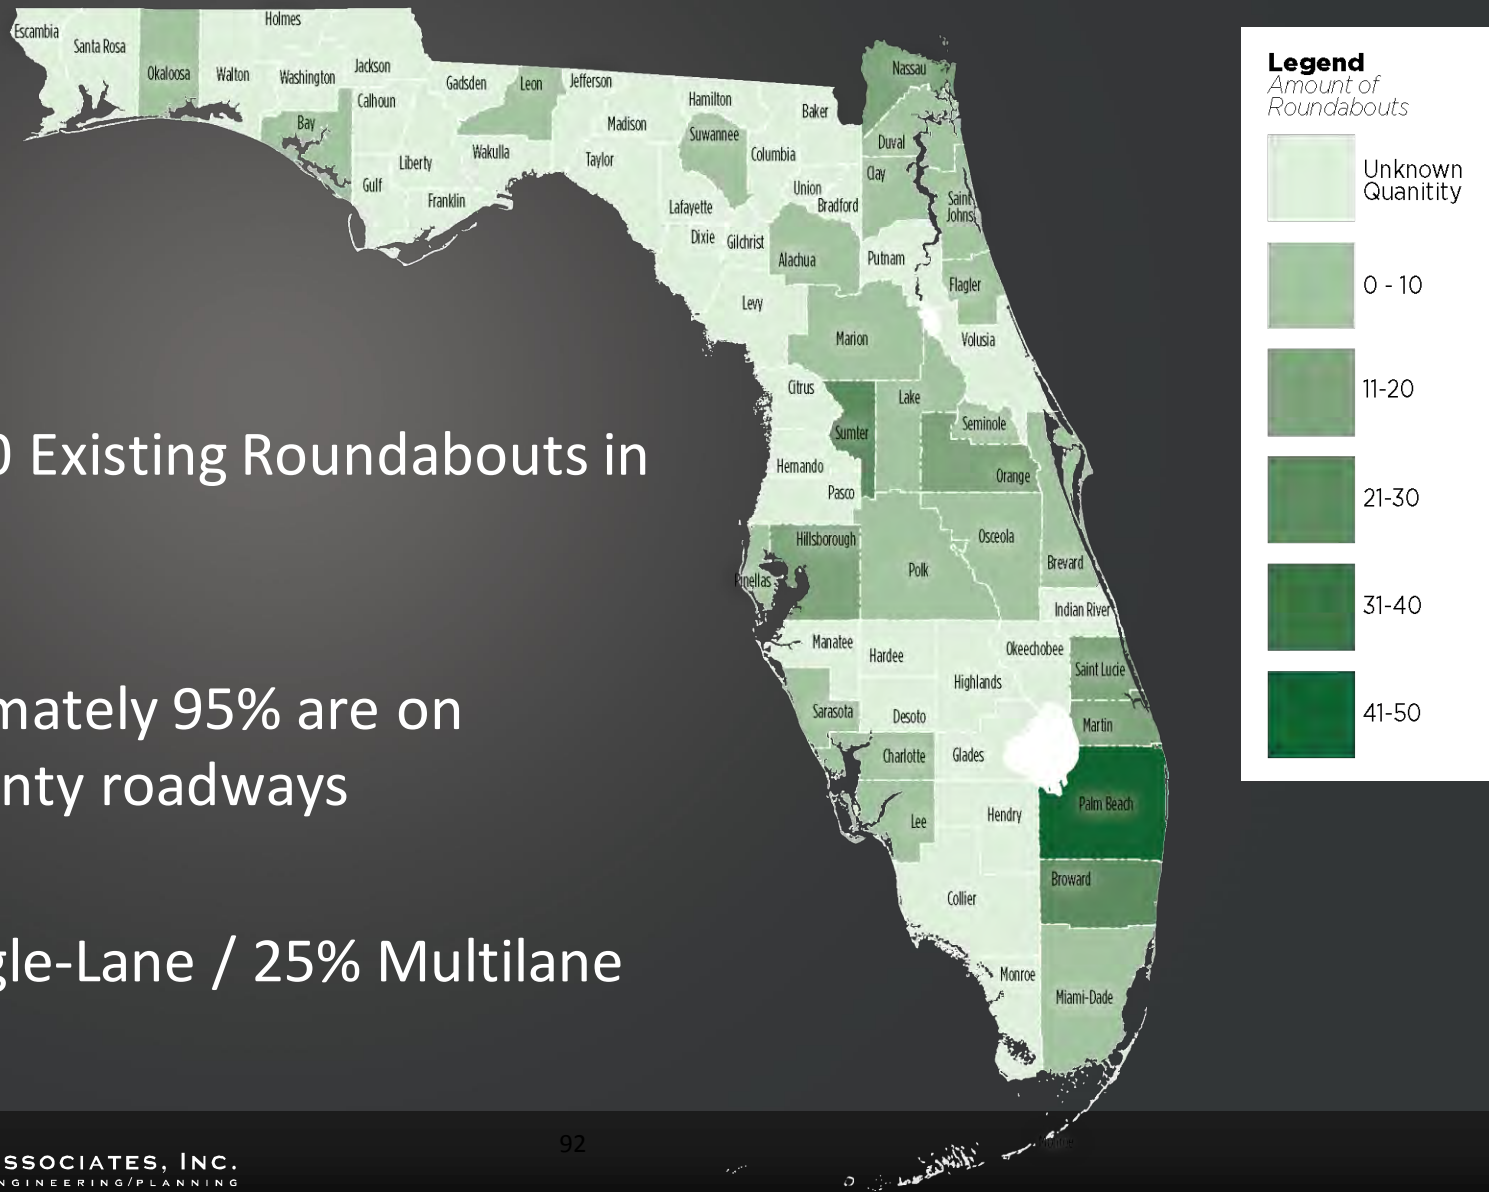 Escambia
Santa Rosa
Okaloosa
Walton
Holmes
Washington
Jackson
Bay
Calhoun
Gulf
Liberty
Franklin
Gadsden
Leon
Wakulla
Jefferson
Madison
Taylor
Hamilton
Suwannee
Lafayette
Dixie
Gilchrist
Columbia
Baker
Union
Bradford
Nassau
Duval
Clay
Saint
Johns
Alachua
Putnam
Flagler
Levy
Marion
Volusia
Citrus
Sumter
Lake
Seminole
Hernando
Pasco
Orange
Hillsborough
Pinellas
Polk
Osceola
Brevard
Indian River
Manatee
Hardee
Okeechobee
Highlands
Saint Lucie
Sarasota
Desoto
Martin
Charlotte
Glades
Lee
Hendry
Palm Beach
Broward
Collier
Monroe
Miami-Dade
0 Existing Roundabouts in
mately 95% are on
nty roadways
gle-Lane / 25% Multilane
Legend
Amount of
Roundabouts
Unknown
Quanitity
0 - 10
11-20
21-30
31-40
41-50
92
SSOCIATES, INC.
NGINEERING/PLANNING